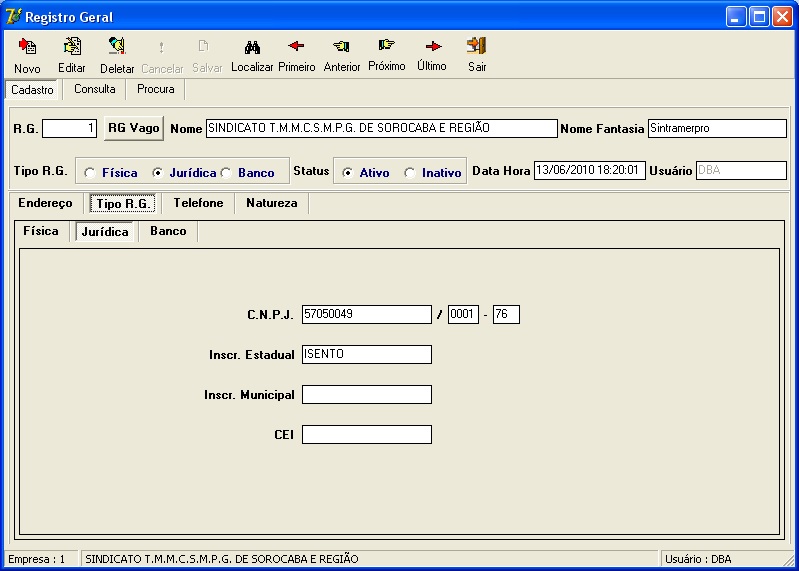 Registro Geral
Novo Editar Deletar Cancelar Salvar Localizar Primeiro Anterior Próximo Último Sair
Cadastro Consulta Procura
R.G. 1 RG Vago Nome SINDICATO T.M.M.C.S.M.P.G. DE SOROCABA E REGIÃO Nome Fantasia Sintramerpro
Tipo R.G. Física Jurídica Banco Status Ativo Inativo Data Hora 13/06/2010 18:20:01 Usuário DBA
Endereço Tipo R.G. Telefone Natureza
Física Jurídica Banco
C.N.P.J. 57050049 / 0001 - 76
Inscr. Estadual ISENTO
Inscr. Municipal
CEI
Empresa : 1 SINDICATO T.M.M.C.S.M.P.G. DE SOROCABA E REGIÃO Usuário : DBA